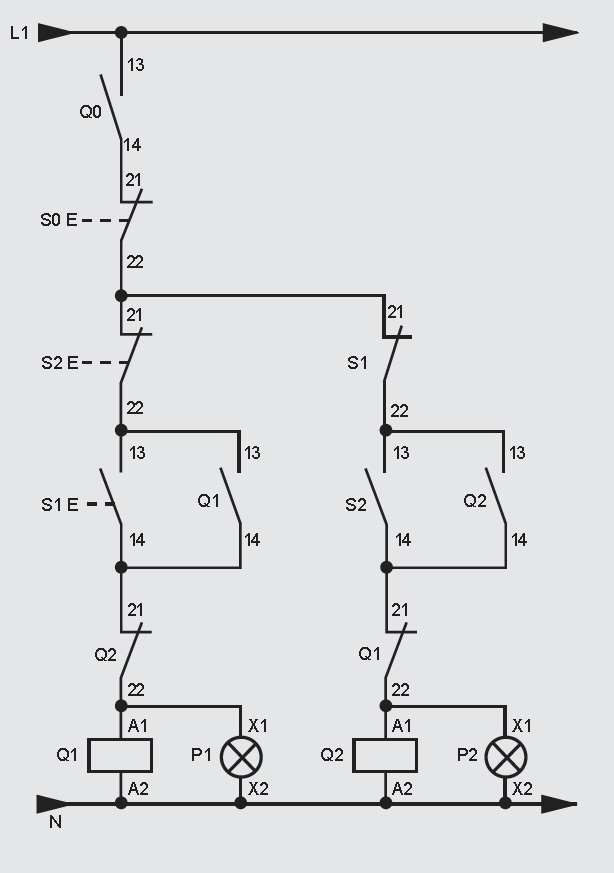 L1
13
Q0
14
21
S0 E
22
21 21
S2 E S1
22 22
13 13 13 13
S1 E Q1 S2 Q2
14 14 14 14
21 21
Q2 Q1
22 22
A1 X1 A1 X1
Q1 P1 Q2 P2
A2 X2 A2 X2
N